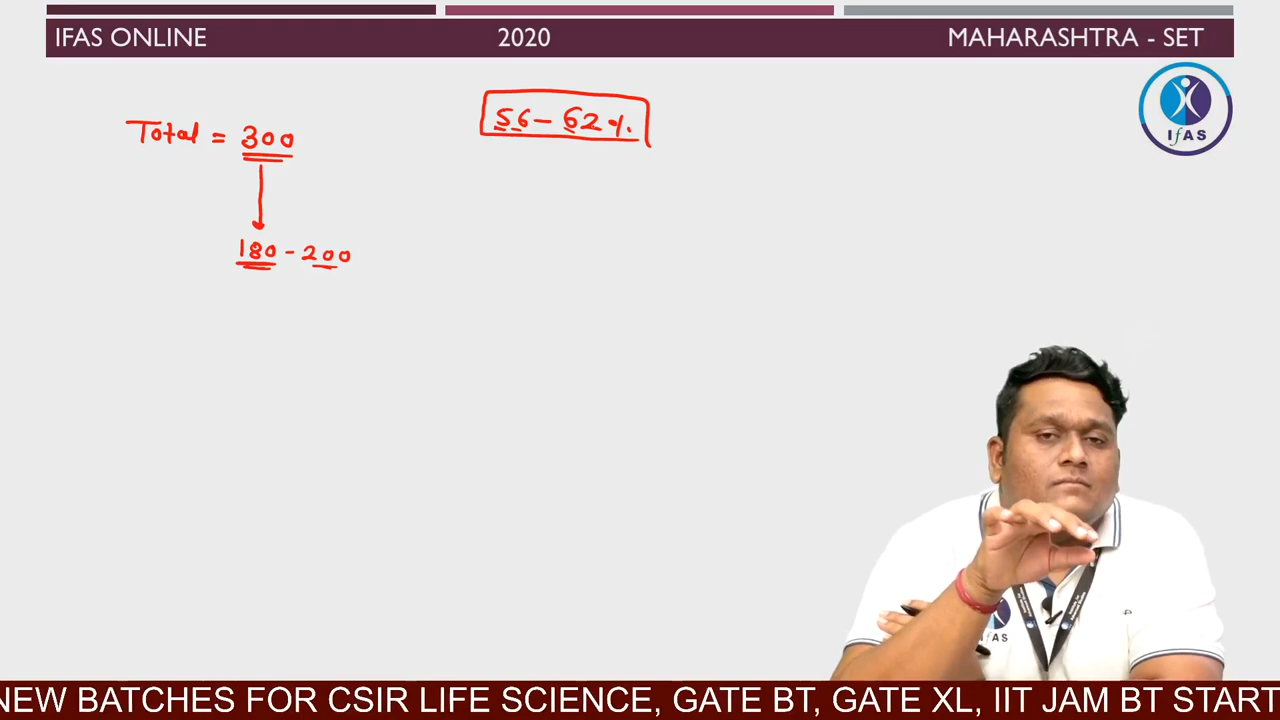 IFAS ONLINE 2020 MAHARASHTRA - SET
IfAS
56 - 62%.
Total = 300
180 - 200
IfAS
NEW BATCHES FOR CSIR LIFE SCIENCE, GATE BT, GATE XL, IIT JAM BT START